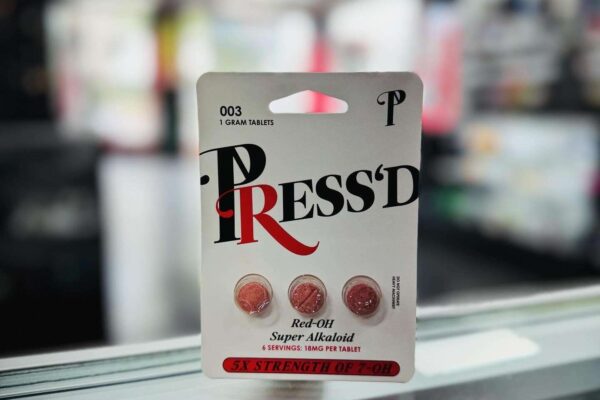 003
1 GRAM TABLETS
P
PRESS'D
Red-OH
Super Alkaloid
6 SERVINGS: 18MG PER TABLET
5X STRENGTH OF 7-OH